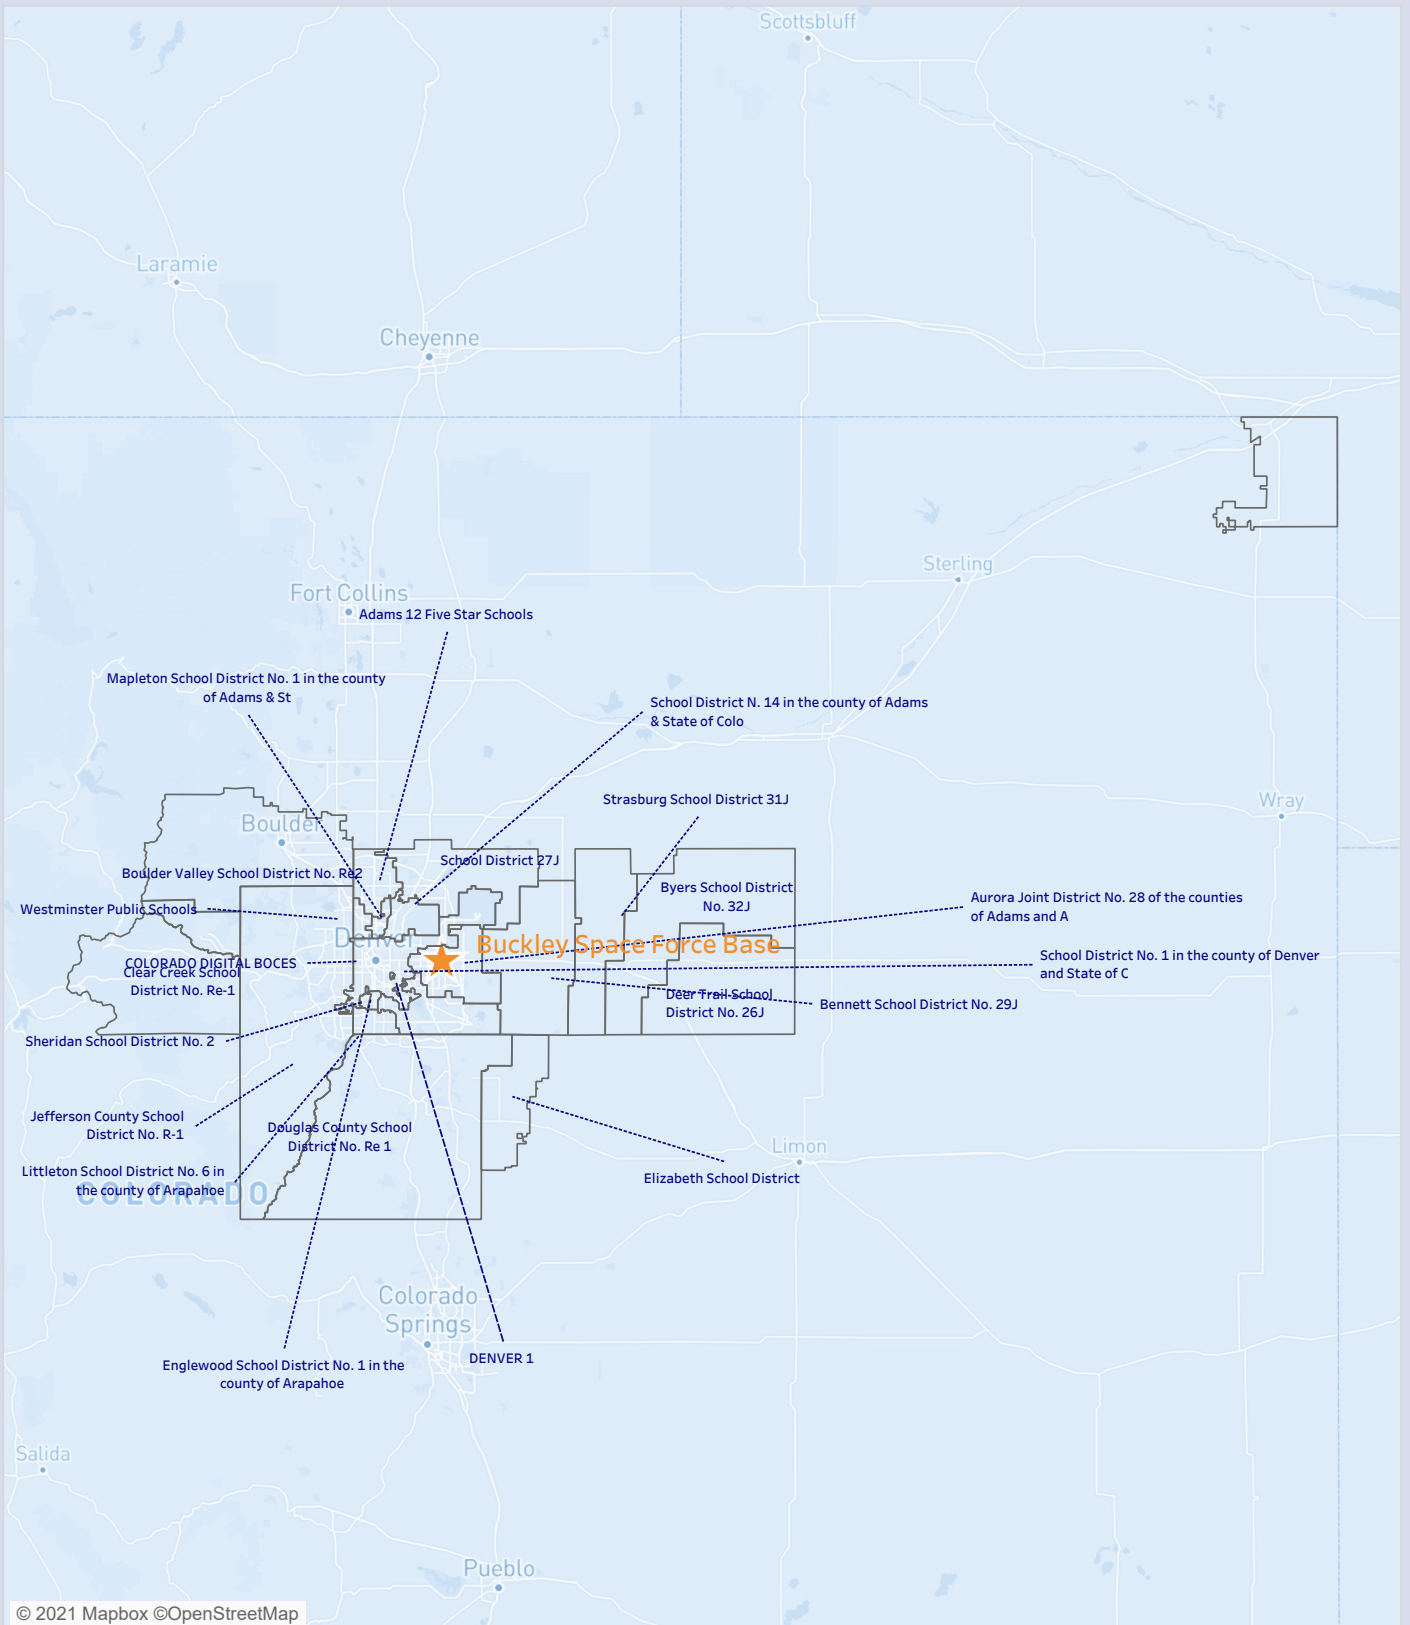 Scottsbluff
Laramie
Cheyenne
Sterling
Fort Collins
Adams 12 Five Star Schools
Mapleton School District No. 1 in the county
of Adams & St
School District N. 14 in the county of Adams
& State of Colo
Strasburg School District 31J
Wray
Boulder
School District 27J
Boulder Valley School District No. Re2
Byers School District
No. 32J
Westminster Public Schools
Aurora Joint District No. 28 of the counties
of Adams and A
Denver
Buckley Space Force Base
COLORADO DIGITAL BOCES
School District No. 1 in the county of Denver
and State of C
Clear Creek School
District No. Re-1
Deer Trail School
District No. 26J
Bennett School District No. 29J
Sheridan School District No. 2
Jefferson County School
District No. R-1
Douglas County School
District No. Re 1
Limon
Littleton School District No. 6 in
the county of Arapahoe
Elizabeth School District
COLORADO
Colorado
Springs
DENVER 1
Englewood School District No. 1 in the
county of Arapahoe
Salida
Pueblo
© 2021 Mapbox ©OpenStreetMap